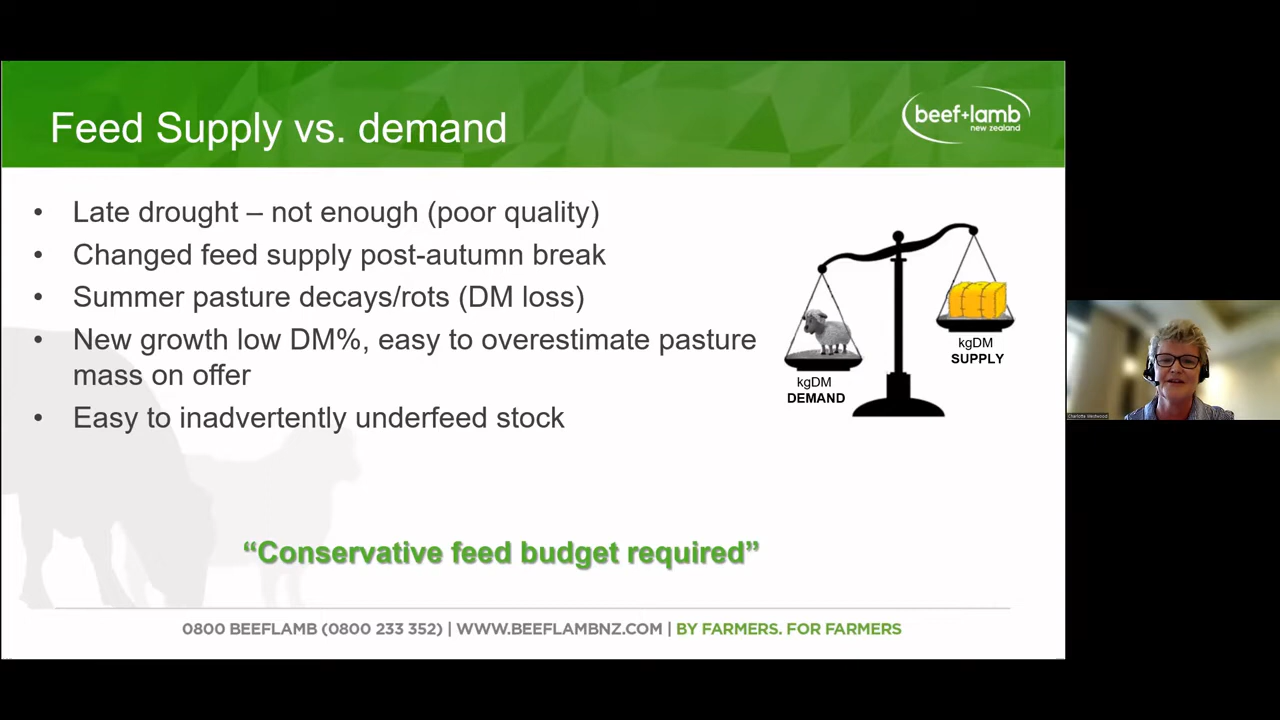 Feed Supply vs. demand
beef+lamb
new zealand
• Late drought – not enough (poor quality)
• Changed feed supply post-autumn break
• Summer pasture decays/rots (DM loss)
• New growth low DM%, easy to overestimate pasture
mass on offer
• Easy to inadvertently underfeed stock
kgDM
DEMAND
kgDM
SUPPLY
“Conservative feed budget required”
0800 BEEFLAMB (0800 233 352) | WWW.BEEFLAMBNZ.COM | BY FARMERS. FOR FARMERS
Charlotte Westwood